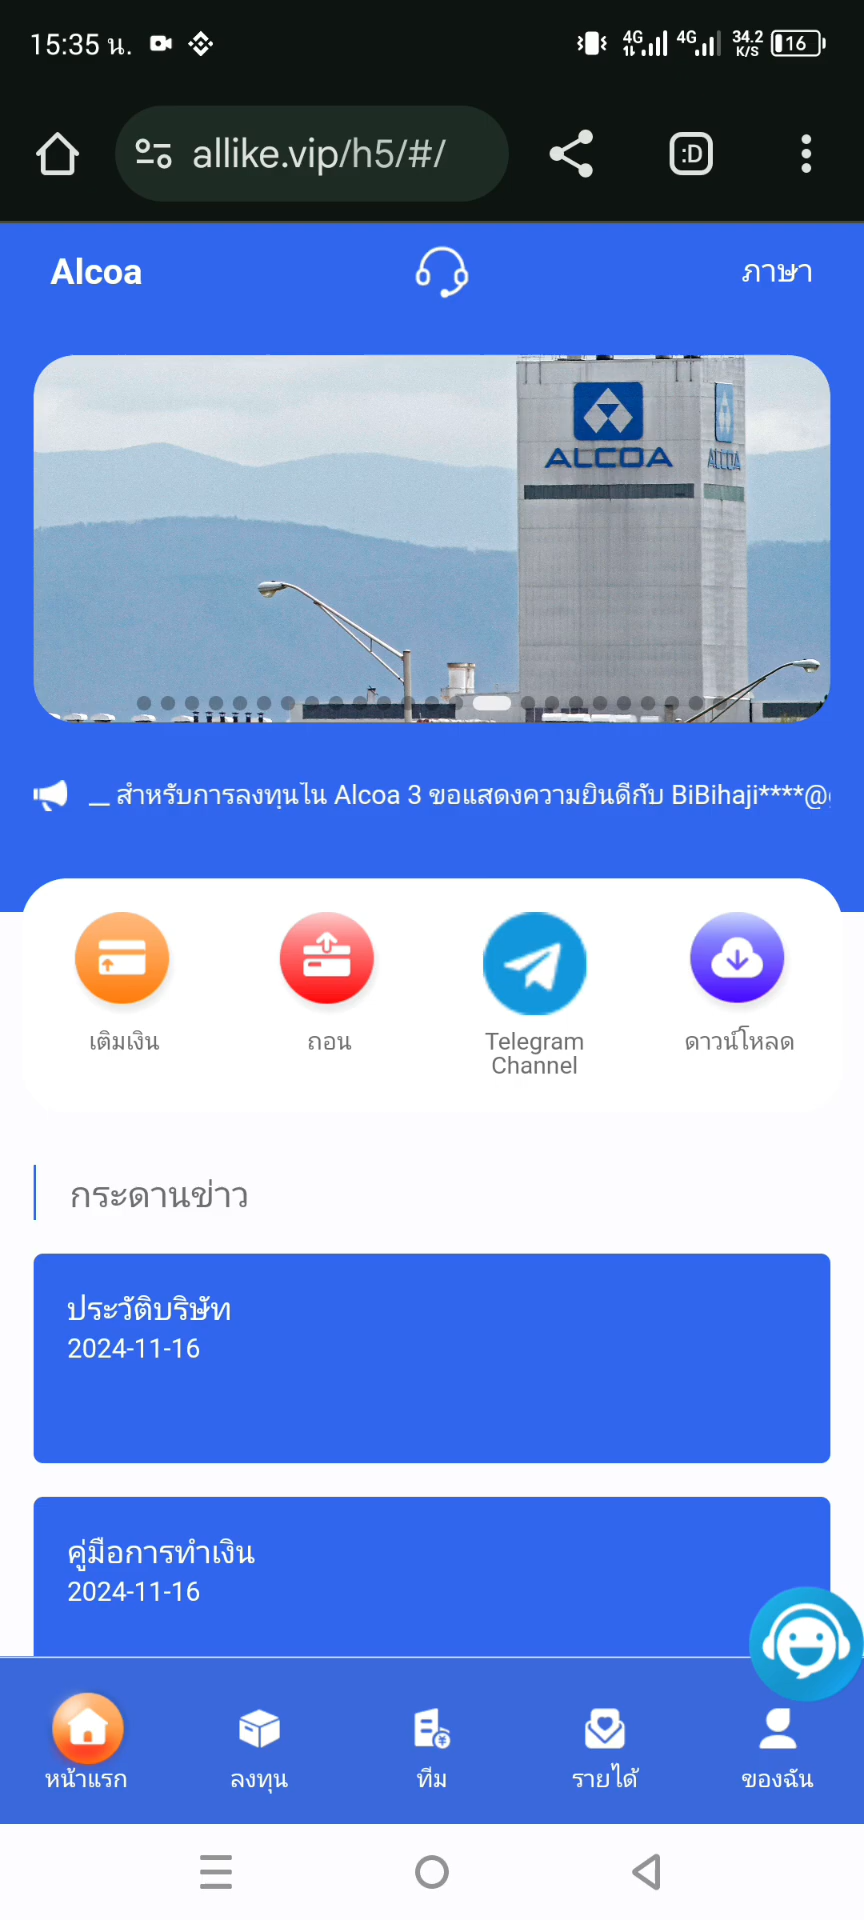 15:35 น.
4G 4G 34.2 K/S 16
allike.vip/h5/#/
:D
Alcoa
ภาษา
ALCOA
ALCOA
สำหรับการลงทุนใน Alcoa 3 ขอแสดงความยินดีกับ BiBihaji****@
เติมเงิน
ถอน
Telegram
Channel
ดาวน์โหลด
กระดานข่าว
ประวัติบริษัท
2024-11-16
คู่มือการทำเงิน
2024-11-16
หน้าแรก
ลงทุน
ทีม
รายได้
ของฉัน